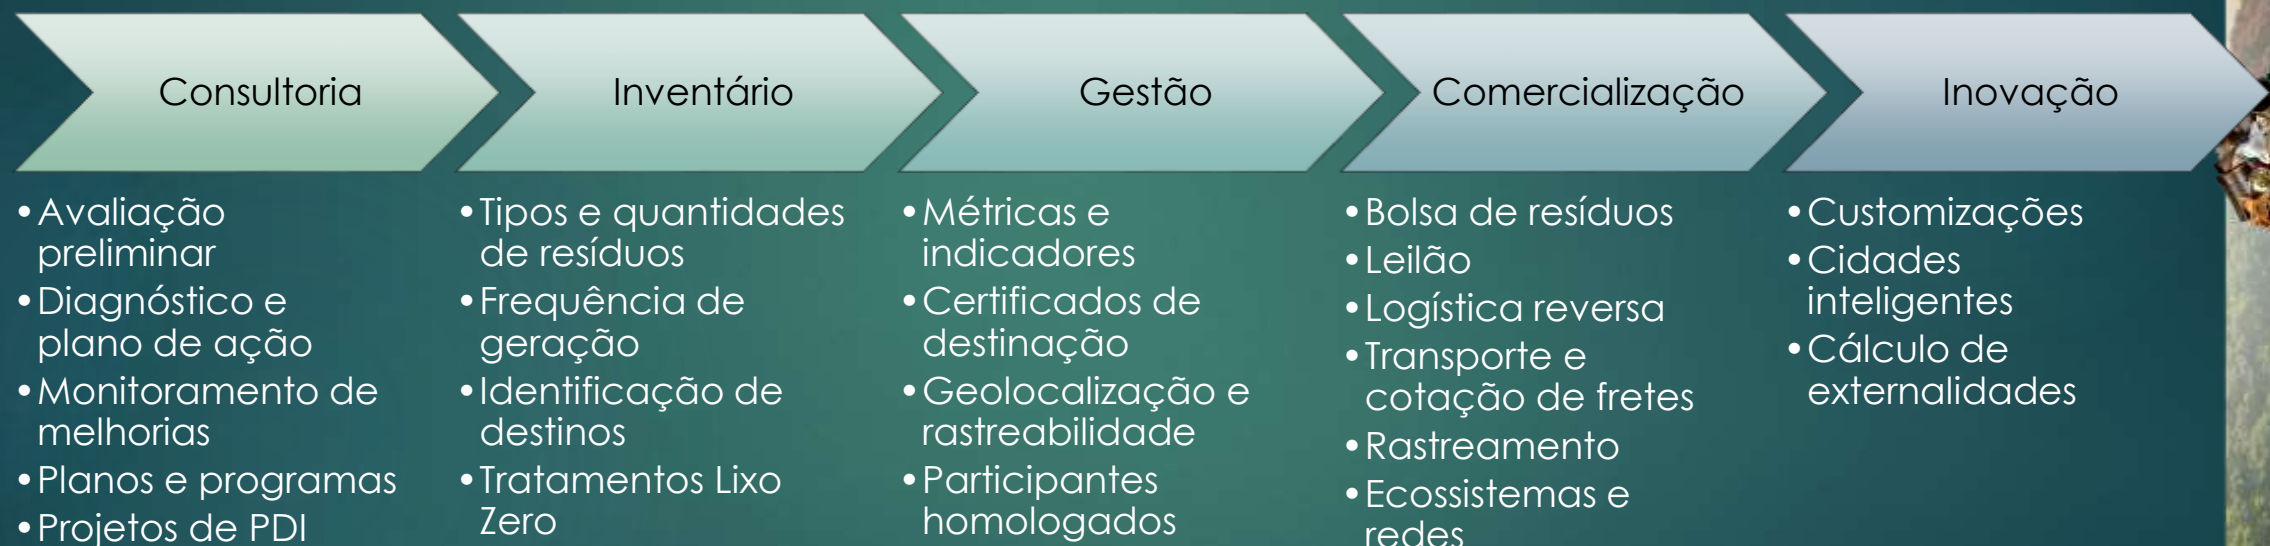 Consultoria
Inventário
Gestão
Comercialização
Inovação
•Avaliação
preliminar
•Diagnóstico e
plano de ação
•Monitoramento de
melhorias
•Planos e programas
•Projetos de PDI
•Tipos e quantidades
de resíduos
•Frequência de
geração
•Identificação de
destinos
•Tratamentos Lixo
Zero
•Métricas e
indicadores
•Certificados de
destinação
•Geolocalização e
rastreabilidade
•Participantes
homologados
•Bolsa de resíduos
•Leilão
•Logística reversa
•Transporte e
cotação de fretes
•Rastreamento
•Ecossistemas e
redes
•Customizações
•Cidades
inteligentes
•Cálculo de
externalidades